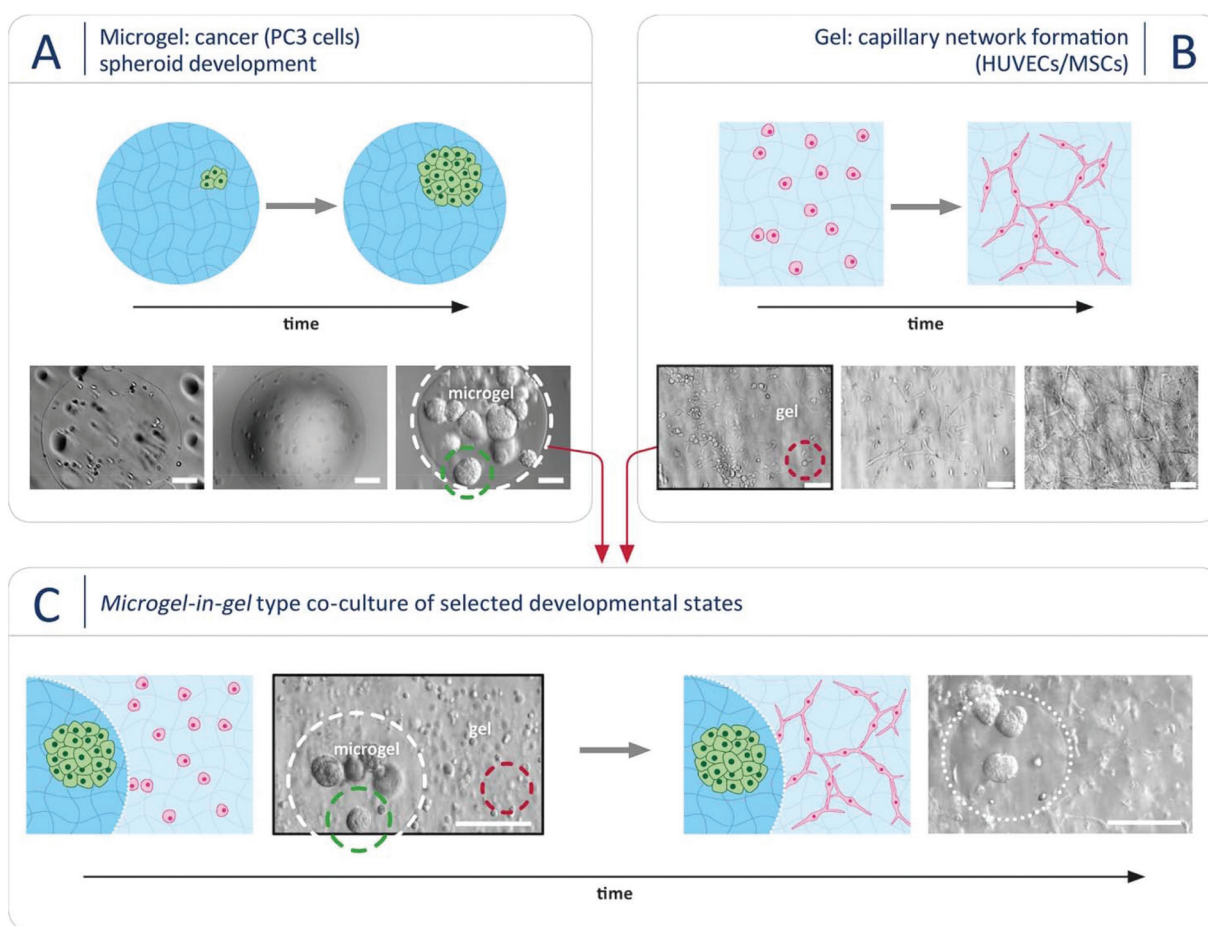 A
Microgel: cancer (PC3 cells)
spheroid development
time
microgel
Gel: capillary network formation
(HUVECs/MSCs)
B
time
gel
C
Microgel-in-gel type co-culture of selected developmental states
microgel
gel
time